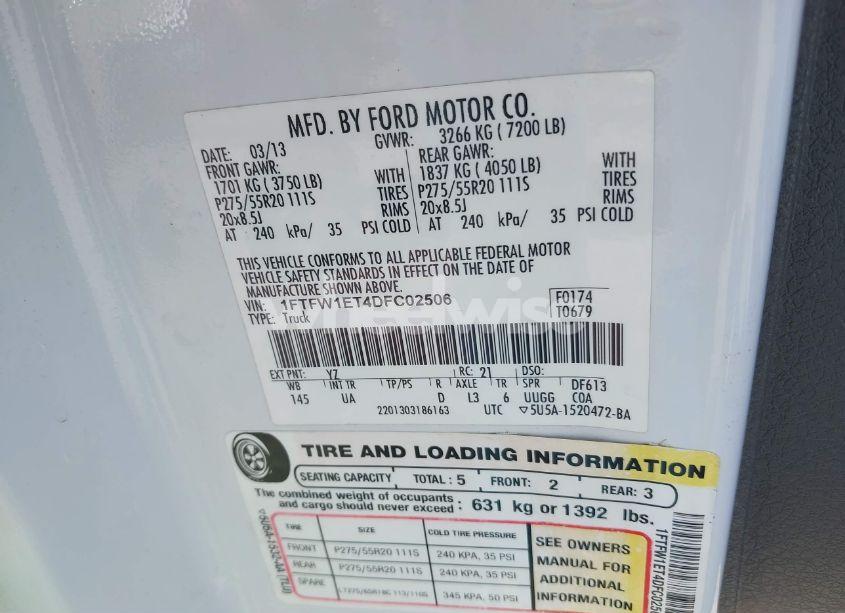 MFD. BY FORD MOTOR CO.
DATE: 03/13 GVWR: 3266 KG ( 7200 LB)
FRONT GAWR: REAR GAWR:
1701 KG ( 3750 LB) WITH 1837 KG ( 4050 LB) WITH
P275/55R20 111S TIRES P275/55R20 111S TIRES
20x8.5J RIMS 20x8.5J RIMS
AT 240 kPa/ 35 PSI COLD AT 240 kPa/ 35 PSI COLD
THIS VEHICLE CONFORMS TO ALL APPLICABLE FEDERAL MOTOR
VEHICLE SAFETY STANDARDS IN EFFECT ON THE DATE OF
MANUFACTURE SHOWN ABOVE.
VIN: 1FTFW1ET4DFC02506 F0174
TYPE: Truck T0679
wheelwise
EXT PNT: YZ RC: 21 DSO:
WB INT TR TP/PS R AXLE TR SPR DF613
145 UA D L3 6 UUGG COA
2201303186163 UTC ▽5U5A-1520472-BA
TIRE AND LOADING INFORMATION
SEATING CAPACITY TOTAL: 5 FRONT: 2 REAR: 3
The combined weight of occupants and cargo should never exceed: 631 kg or 1392 lbs.
TIRE SIZE COLD TIRE PRESSURE
FRONT P275/55R20 111S 240 KPA, 35 PSI
REAR P275/55R20 111S 240 KPA, 35 PSI
SPARE 345 KPA, 50 PSI
SEE OWNERS
MANUAL FOR
ADDITIONAL
INFORMATION
1FTFW1ET4DFC025